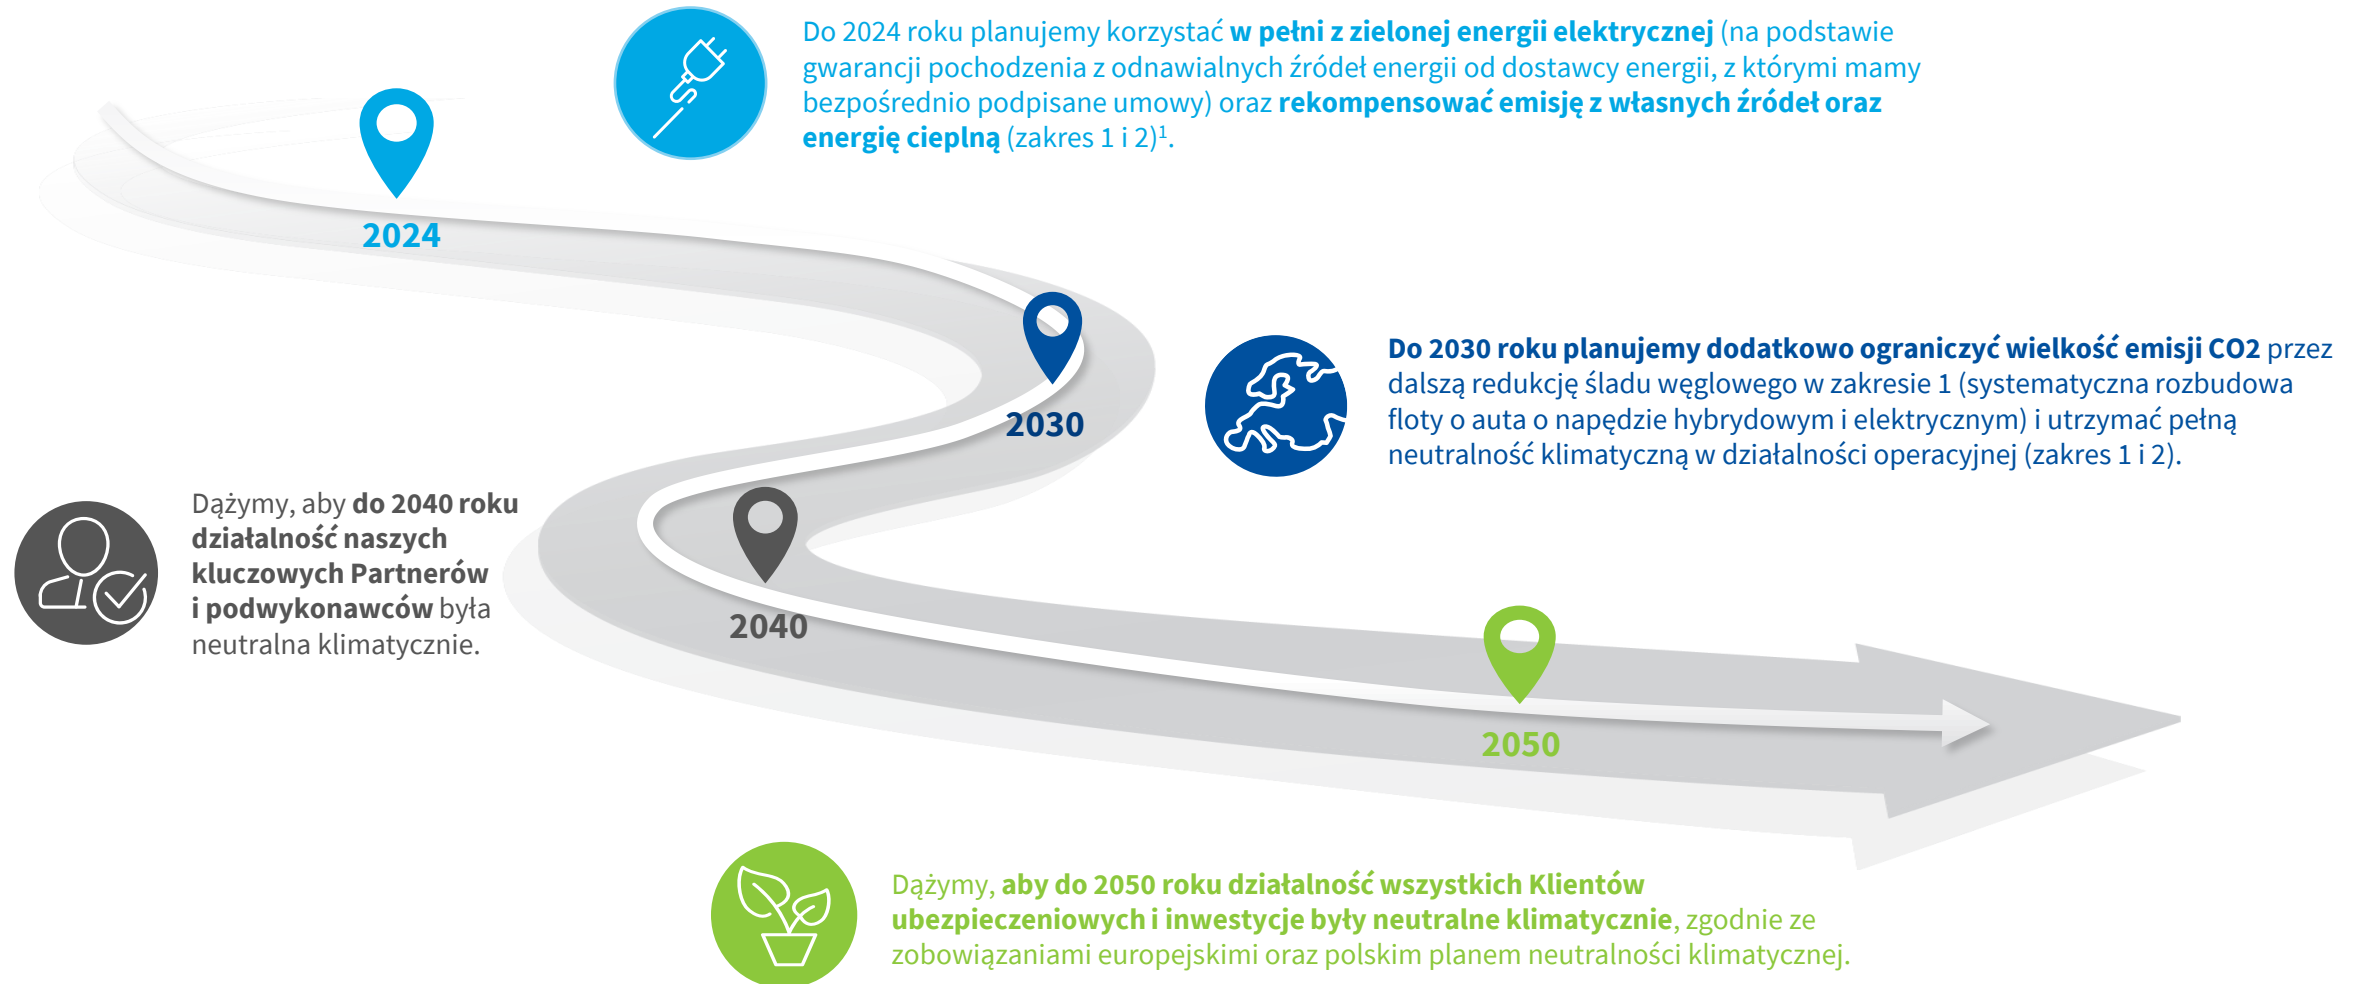 Do 2024 roku planujemy korzystać w pełni z zielonej energii elektrycznej (na podstawie
gwarancji pochodzenia z odnawialnych źródeł energii od dostawcy energii, z którymi mamy
bezpośrednio podpisane umowy) oraz rekompensować emisję z własnych źródeł oraz
energię cieplną (zakres 1 i 2)¹.
2024
Do 2030 roku planujemy dodatkowo ograniczyć wielkość emisji CO2 przez
dalszą redukcję śladu węglowego w zakresie 1 (systematyczna rozbudowa
floty o auta o napędzie hybrydowym i elektrycznym) i utrzymać pełną
neutralność klimatyczną w działalności operacyjnej (zakres 1 i 2).
2030
Dążymy, aby do 2040 roku
działalność naszych
kluczowych Partnerów
i podwykonawców była
neutralna klimatycznie.
2040
2050
Dążymy, aby do 2050 roku działalność wszystkich Klientów
ubezpieczeniowych i inwestycje były neutralne klimatycznie, zgodnie ze
zobowiązaniami europejskimi oraz polskim planem neutralności klimatycznej.